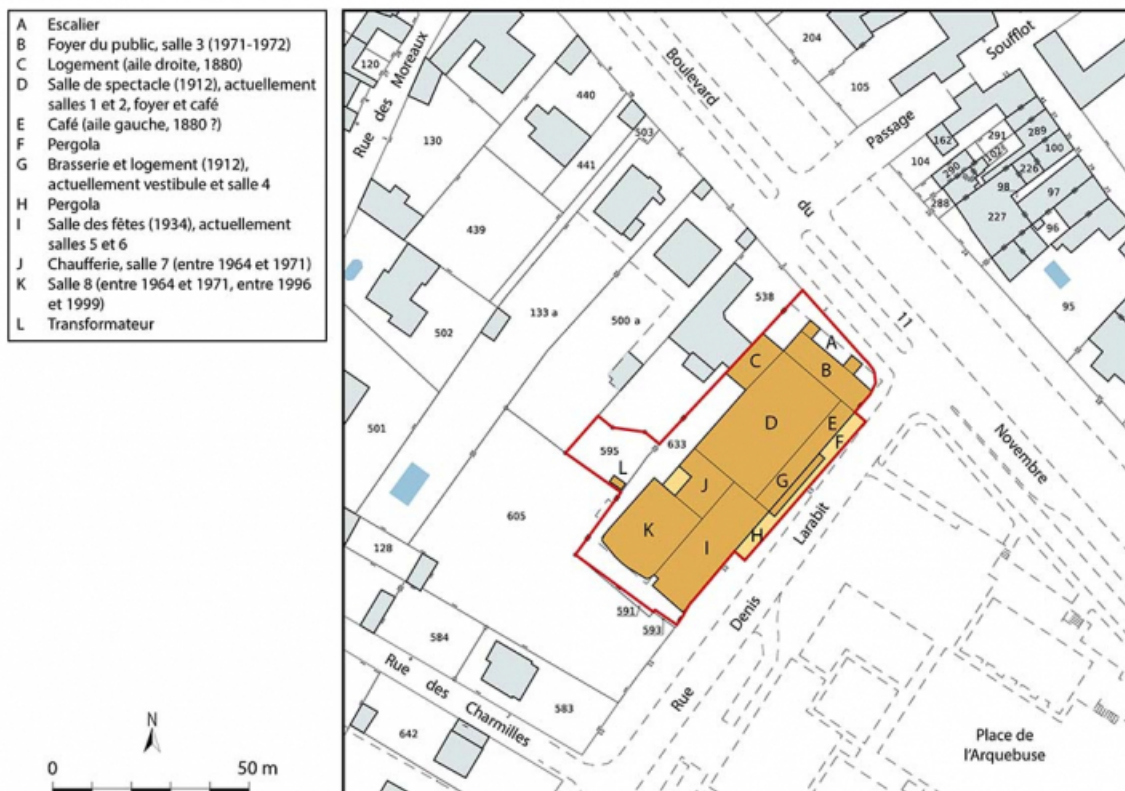 A Escalier
B Foyer du public, salle 3 (1971-1972)
C Logement (aile droite, 1880)
D Salle de spectacle (1912), actuellement
salles 1 et 2, foyer et café
E Café (aile gauche, 1880 ?)
F Pergola
G Brasserie et logement (1912),
actuellement vestibule et salle 4
H Pergola
I Salle des fêtes (1934), actuellement
salles 5 et 6
J Chaufferie, salle 7 (entre 1964 et 1971)
K Salle 8 (entre 1964 et 1971, entre 1996
et 1999)
L Transformateur
N
0 50 m
120
Rue des Moreaux
130
440
441
503
439
204
105
Boulevard
du
11
Novembre
Passage
Soufflot
162
104
290
291
102
289
100
226
288
98
97
227
96
95
502
133 a
500 a
538
501
595
633
605
A
B
C
D
E
F
G
H
I
J
K
L
128
591
593
584
583
642
Rue des Charmilles
Rue Denis Larabit
Place de
l'Arquebuse